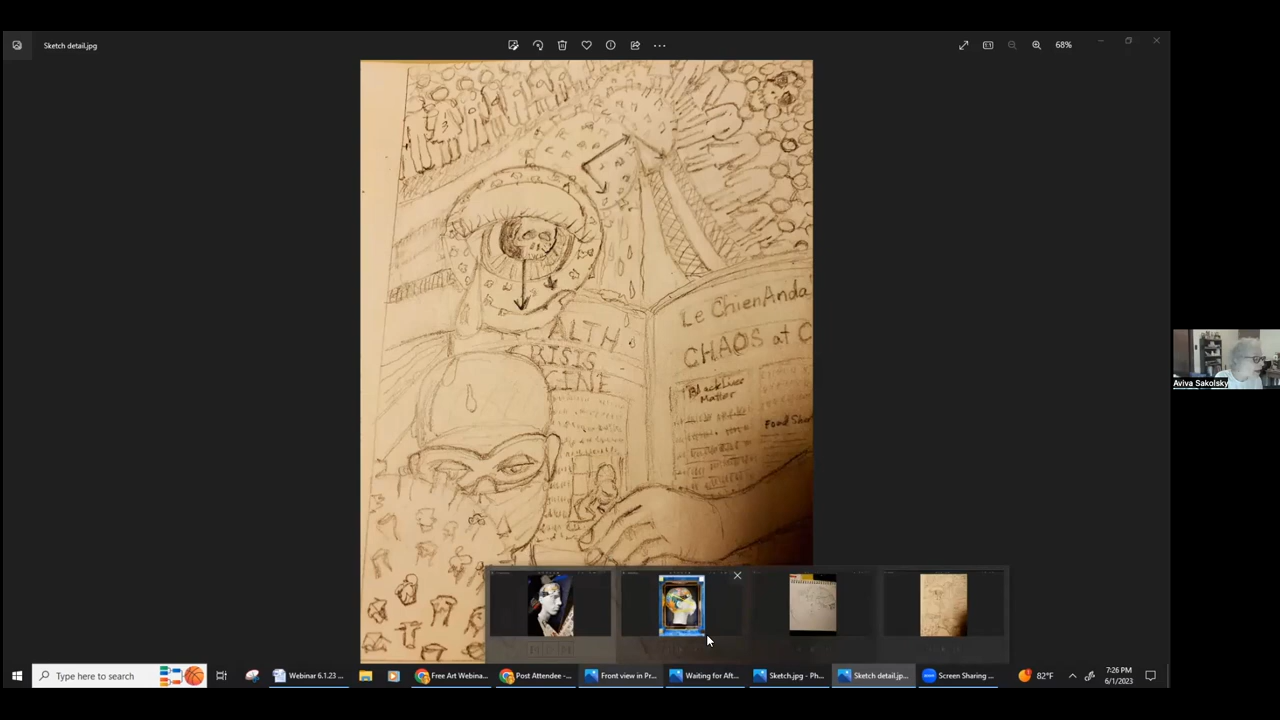 Sketch detail.jpg
68%
Le ChienAnda
ALTH
CHAOS at C
RISIS
CINE
Black Lives
Matter
Aviva Sakolsky
Type here to search
Webinar 6.1.23 ...
Free Art Webina...
Post Attendee -...
Front view in Pr...
Waiting for Aft...
Sketch.jpg - Ph...
Sketch detail.jp...
Screen Sharing ...
82°F
7:26 PM
6/1/2023